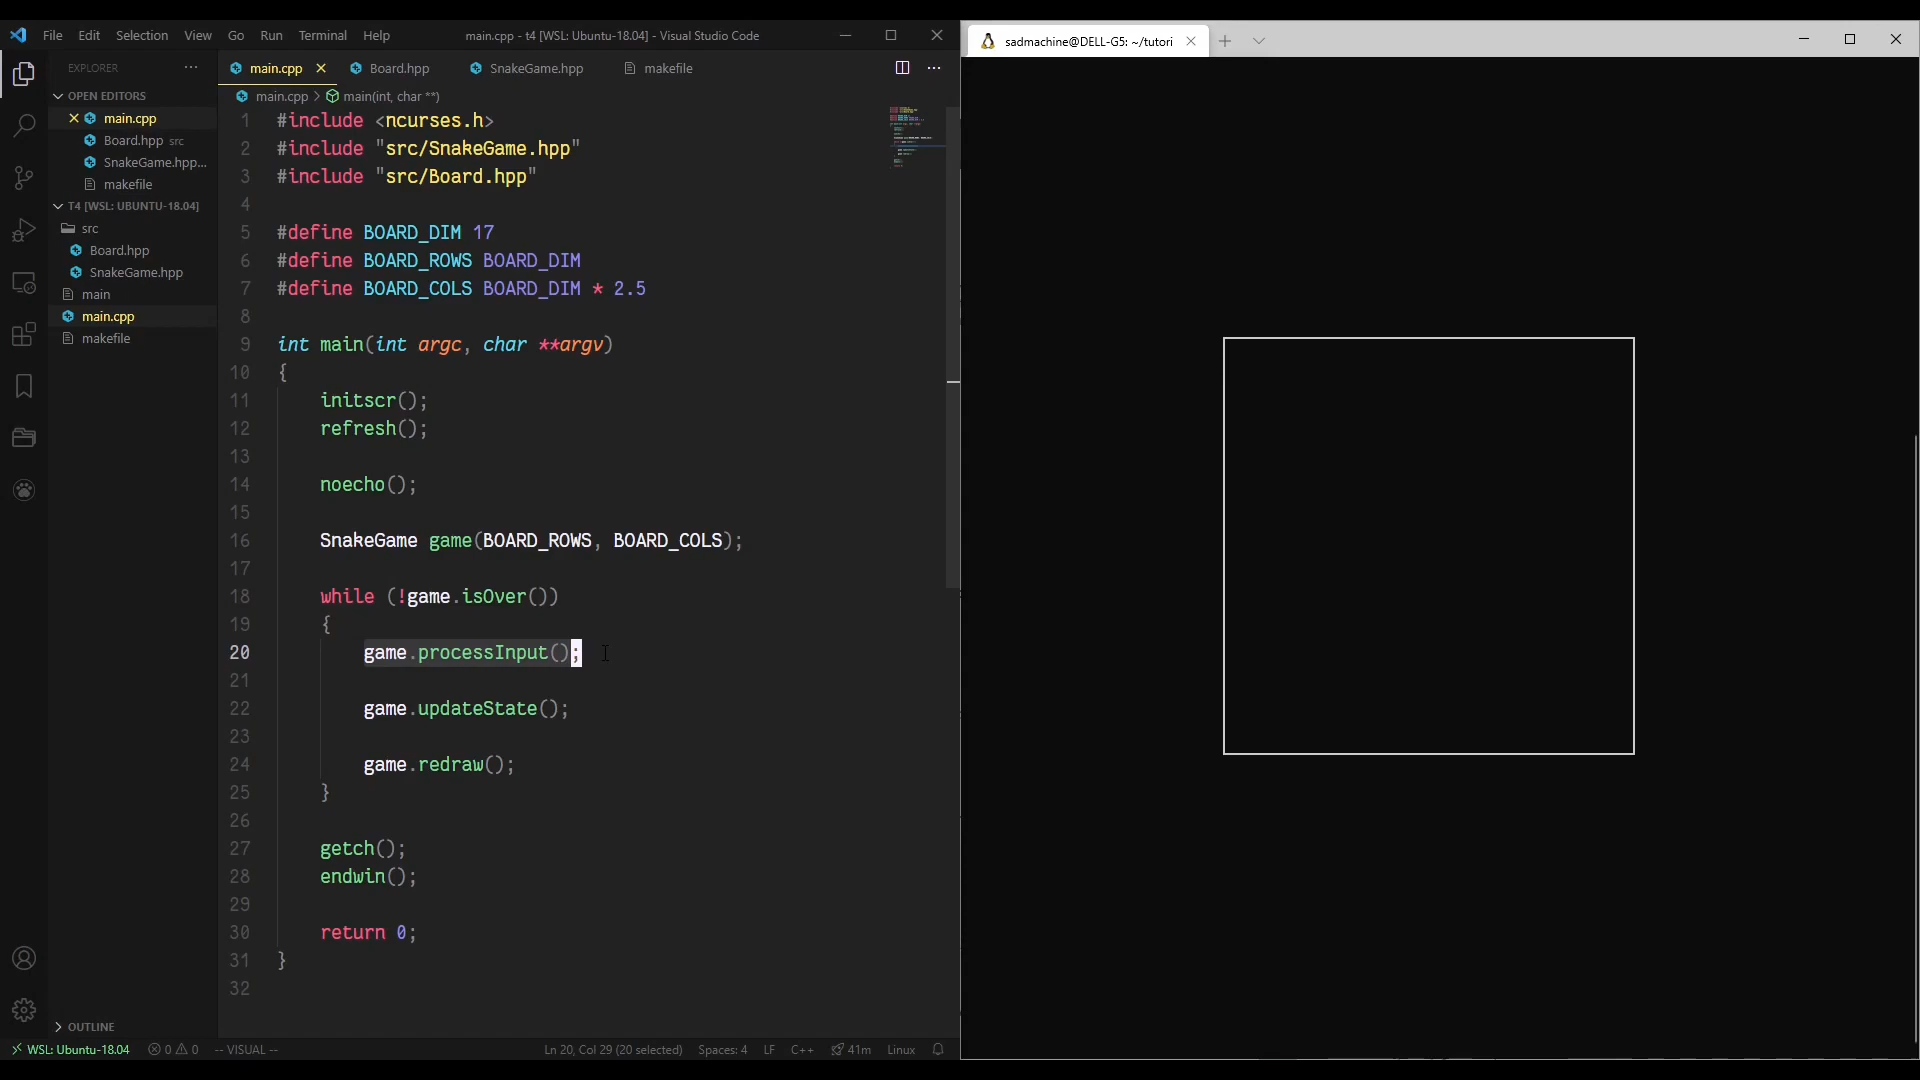 File Edit Selection View Go Run Terminal Help
main.cpp - t4 [WSL: Ubuntu-18.04] - Visual Studio Code
EXPLORER
OPEN EDITORS
main.cpp
Board.hpp src
SnakeGame.hpp...
makefile
T4 [WSL: UBUNTU-18.04]
src
Board.hpp
SnakeGame.hpp
main
main.cpp
makefile
OUTLINE
main.cpp Board.hpp SnakeGame.hpp makefile
main.cpp > main(int, char **)
1 #include <ncurses.h>
2 #include "src/SnakeGame.hpp"
3 #include "src/Board.hpp"
4
5 #define BOARD_DIM 17
6 #define BOARD_ROWS BOARD_DIM
7 #define BOARD_COLS BOARD_DIM * 2.5
8
9 int main(int argc, char **argv)
10 {
11 initscr();
12 refresh();
13
14 noecho();
15
16 SnakeGame game(BOARD_ROWS, BOARD_COLS);
17
18 while (!game.isOver())
19 {
20 game.processInput();
21
22 game.updateState();
23
24 game.redraw();
25 }
26
27 getch();
28 endwin();
29
30 return 0;
31 }
32
WSL: Ubuntu-18.04 0 0 -- VISUAL -- Ln 20, Col 29 (20 selected) Spaces: 4 LF C++ 41m Linux
sadmachine@DELL-G5: ~/tutori